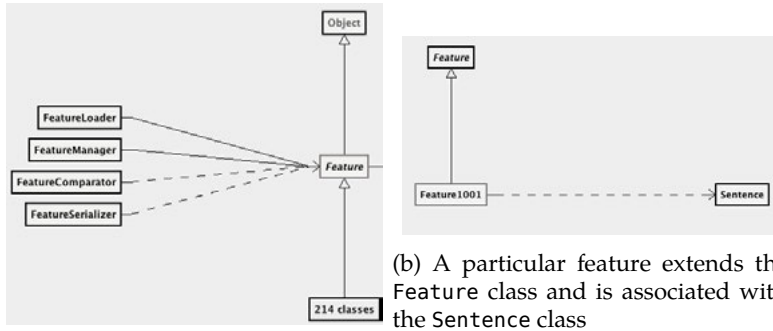 Object
FeatureLoader
FeatureManager
FeatureComparator
FeatureSerializer
Feature
214 classes
Feature
Feature1001
Sentence
(b) A particular feature extends th
Feature class and is associated wit
the Sentence class